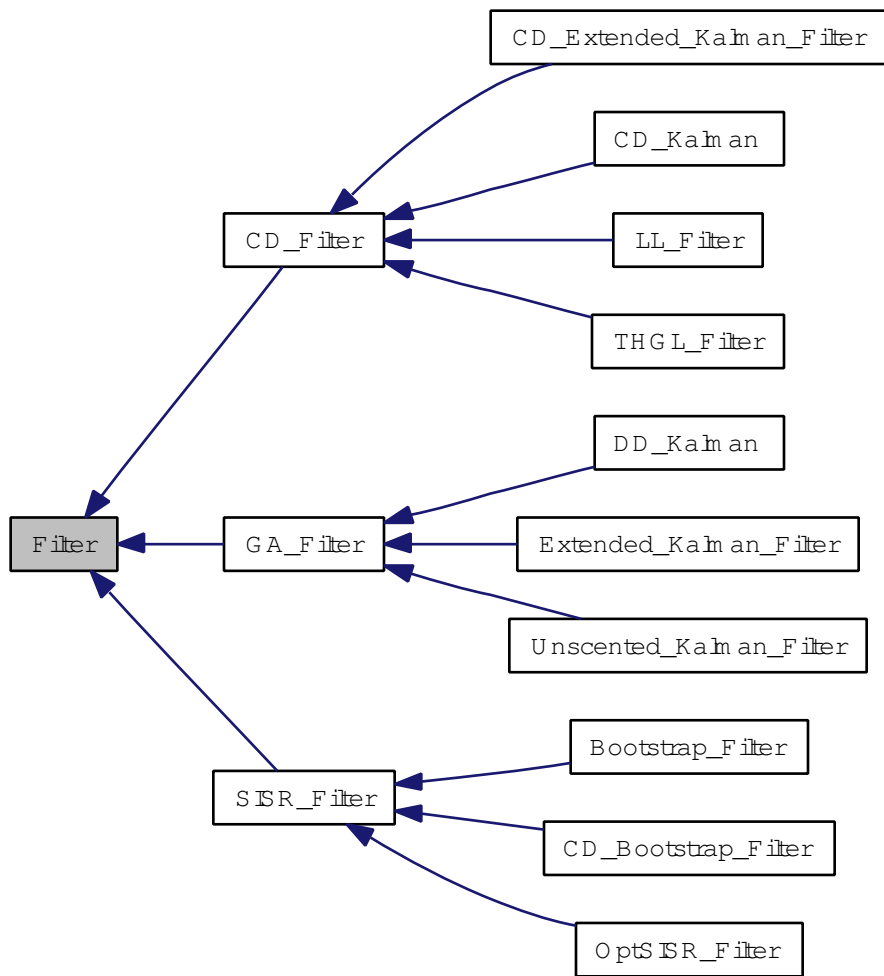 CD_Extended_Kalman_Filter
CD_Kalman
CD_Filter
LL_Filter
THGL_Filter
DD_Kalman
Filter
GA_Filter
Extended_Kalman_Filter
Unscented_Kalman_Filter
Bootstrap_Filter
SISR_Filter
CD_Bootstrap_Filter
OptSISR_Filter